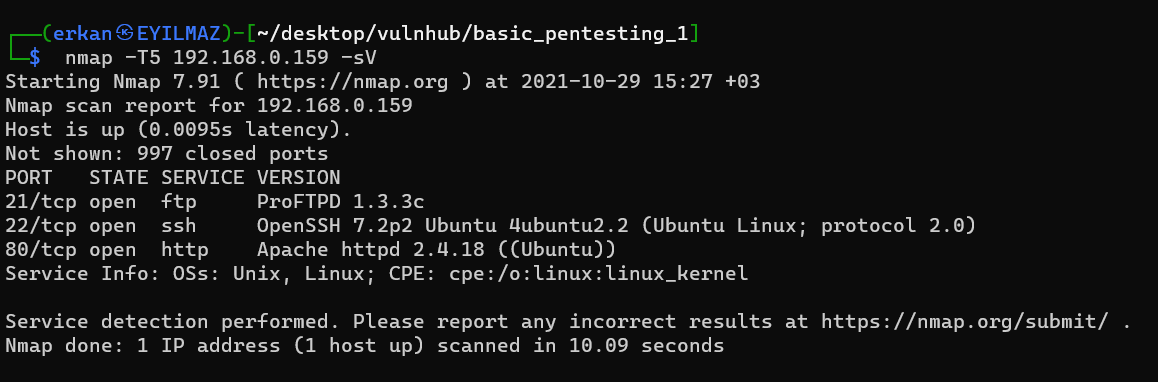 ┌──(erkan㉿EYILMAZ)-[~/desktop/vulnhub/basic_pentesting_1]
└─$ nmap -T5 192.168.0.159 -sV
Starting Nmap 7.91 ( https://nmap.org ) at 2021-10-29 15:27 +03
Nmap scan report for 192.168.0.159
Host is up (0.0095s latency).
Not shown: 997 closed ports
PORT   STATE SERVICE VERSION
21/tcp open  ftp     ProFTPD 1.3.3c
22/tcp open  ssh     OpenSSH 7.2p2 Ubuntu 4ubuntu2.2 (Ubuntu Linux; protocol 2.0)
80/tcp open  http    Apache httpd 2.4.18 ((Ubuntu))
Service Info: OSs: Unix, Linux; CPE: cpe:/o:linux:linux_kernel
Service detection performed. Please report any incorrect results at https://nmap.org/submit/ .
Nmap done: 1 IP address (1 host up) scanned in 10.09 seconds